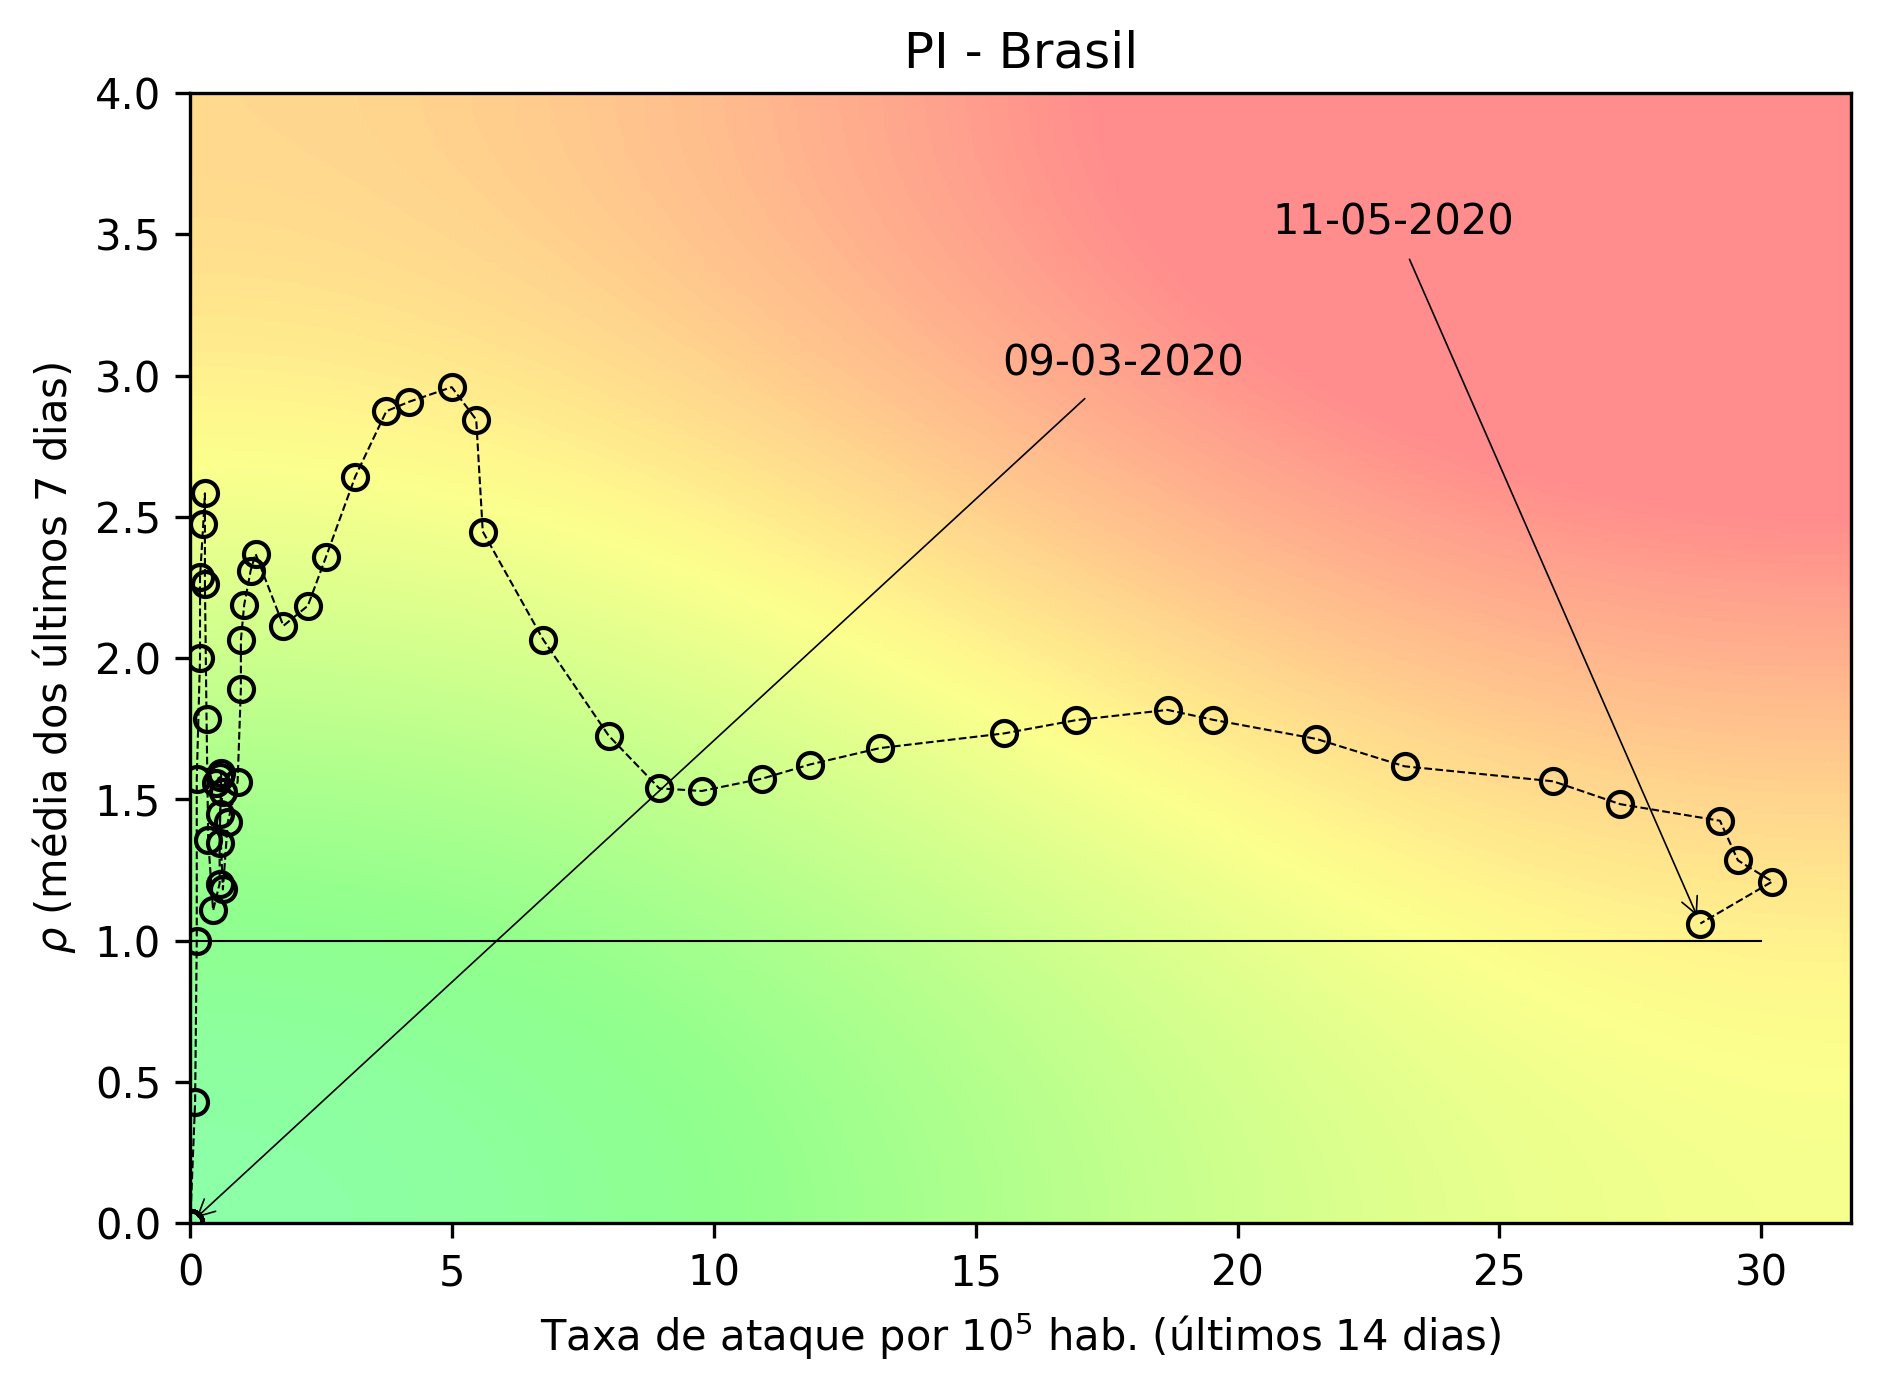 PI - Brasil
4.0
3.5
3.0
2.5
2.0
1.5
1.0
0.5
0.0
ρ (média dos últimos 7 dias)
11-05-2020
09-03-2020
0 5 10 15 20 25 30
Taxa de ataque por 10⁵ hab. (últimos 14 dias)